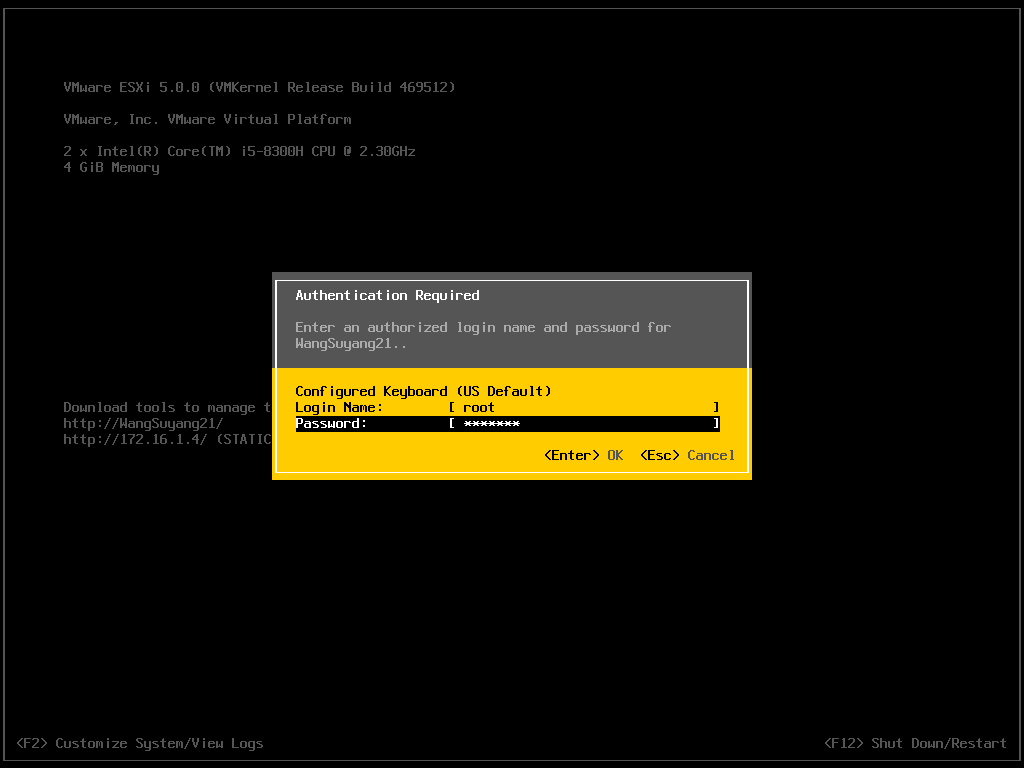 VMware ESXi 5.0.0 (VMKernel Release Build 469512)
VMware, Inc. VMware Virtual Platform
2 x Intel(R) Core(TM) i5-8300H CPU @ 2.30GHz
4 GiB Memory
Authentication Required
Enter an authorized login name and password for
WangSuyang21..
Configured Keyboard (US Default)
Login Name: [ root ]
Password: [ ******* ]
<Enter> OK <Esc> Cancel
Download tools to manage t
http://WangSuyang21/
http://172.16.1.4/ (STATIC
<F2> Customize System/View Logs
<F12> Shut Down/Restart